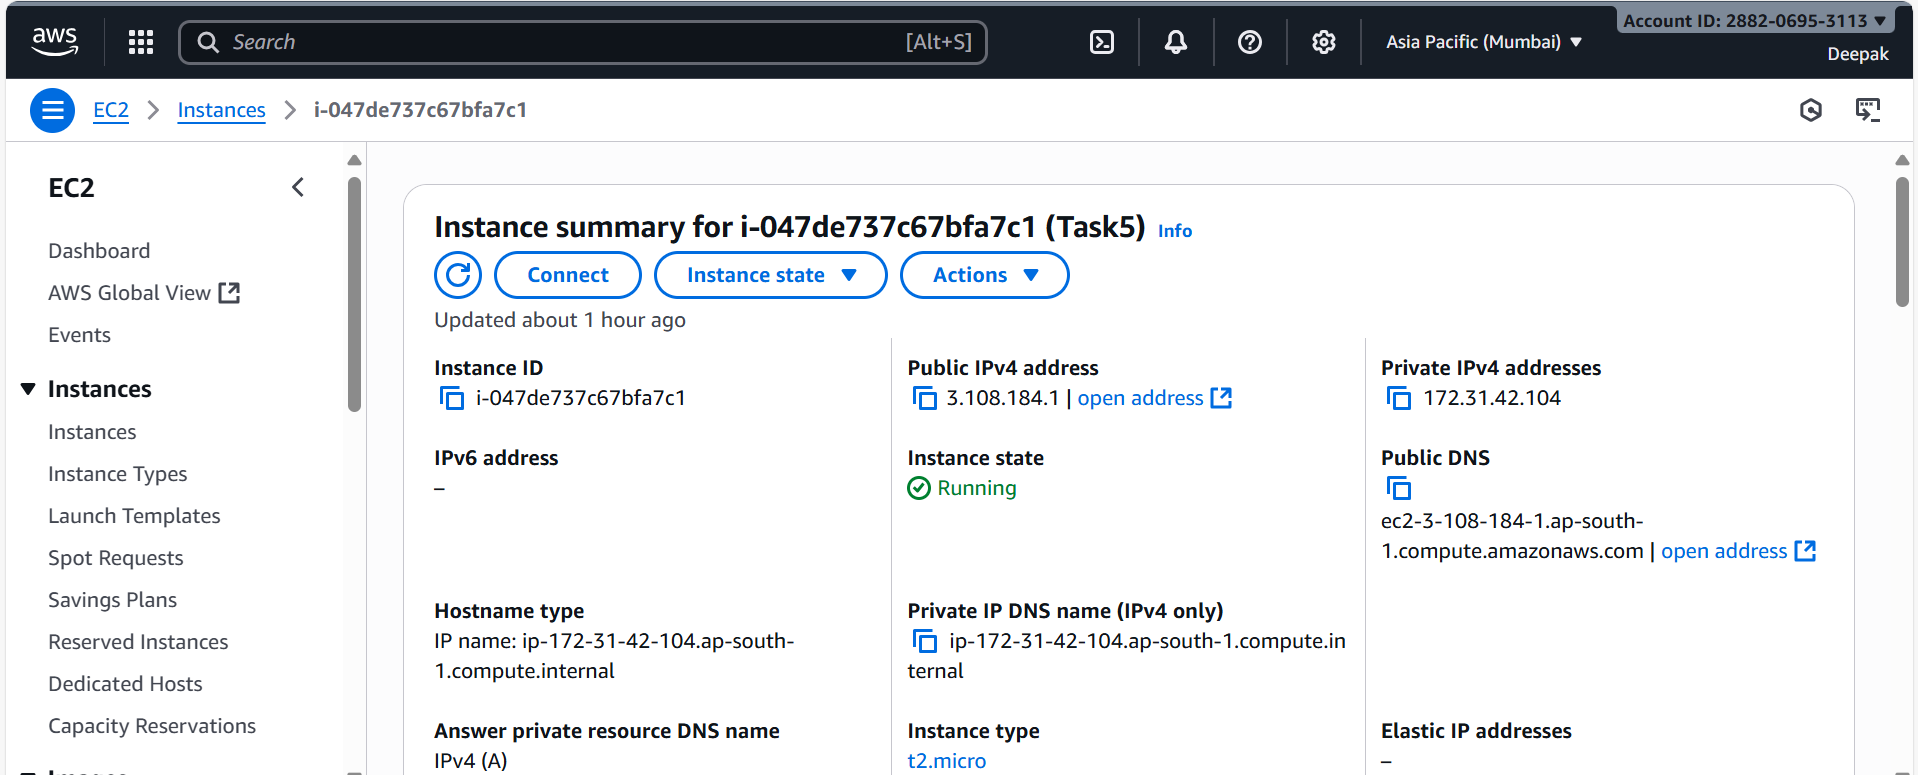 aws
Search
[Alt+S]
Asia Pacific (Mumbai)
Account ID: 2882-0695-3113
Deepak
EC2
Instances
i-047de737c67bfa7c1
EC2
Dashboard
AWS Global View
Events
Instances
Instances
Instance Types
Launch Templates
Spot Requests
Savings Plans
Reserved Instances
Dedicated Hosts
Capacity Reservations
Images
Instance summary for i-047de737c67bfa7c1 (Task5) Info
Connect
Instance state
Actions
Updated about 1 hour ago
Instance ID
i-047de737c67bfa7c1
Public IPv4 address
3.108.184.1 | open address
Private IPv4 addresses
172.31.42.104
IPv6 address
–
Instance state
Running
Public DNS
ec2-3-108-184-1.ap-south-
1.compute.amazonaws.com | open address
Hostname type
IP name: ip-172-31-42-104.ap-south-
1.compute.internal
Private IP DNS name (IPv4 only)
ip-172-31-42-104.ap-south-1.compute.in
ternal
Answer private resource DNS name
IPv4 (A)
Instance type
t2.micro
Elastic IP addresses
–